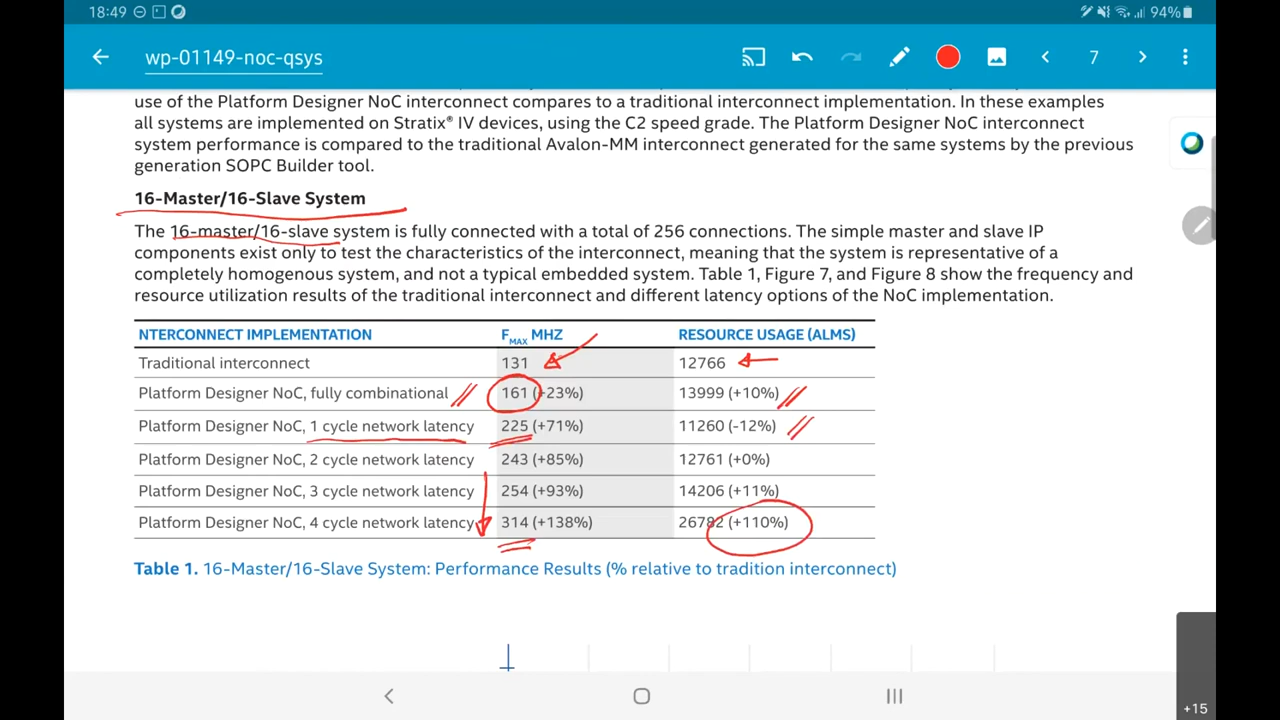 18:49 94%
wp-01149-noc-qsys 7
use of the Platform Designer NoC interconnect compares to a traditional interconnect implementation. In these examples
all systems are implemented on Stratix® IV devices, using the C2 speed grade. The Platform Designer NoC interconnect
system performance is compared to the traditional Avalon-MM interconnect generated for the same systems by the previous
generation SOPC Builder tool.
16-Master/16-Slave System
The 16-master/16-slave system is fully connected with a total of 256 connections. The simple master and slave IP
components exist only to test the characteristics of the interconnect, meaning that the system is representative of a
completely homogenous system, and not a typical embedded system. Table 1, Figure 7, and Figure 8 show the frequency and
resource utilization results of the traditional interconnect and different latency options of the NoC implementation.
NTERCONNECT IMPLEMENTATION FMAX MHZ RESOURCE USAGE (ALMS)
Traditional interconnect 131 12766
Platform Designer NoC, fully combinational 161 (+23%) 13999 (+10%)
Platform Designer NoC, 1 cycle network latency 225 (+71%) 11260 (-12%)
Platform Designer NoC, 2 cycle network latency 243 (+85%) 12761 (+0%)
Platform Designer NoC, 3 cycle network latency 254 (+93%) 14206 (+11%)
Platform Designer NoC, 4 cycle network latency 314 (+138%) 26782 (+110%)
Table 1. 16-Master/16-Slave System: Performance Results (% relative to tradition interconnect)
+15